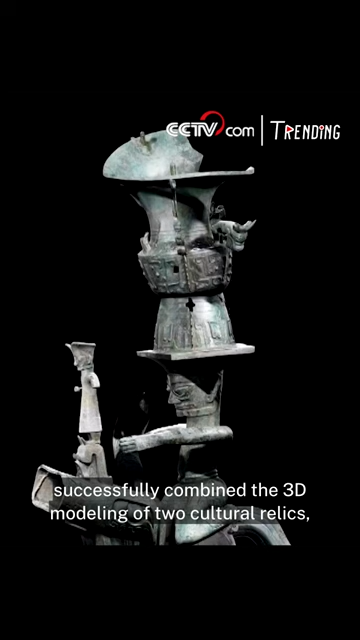 CCTV.com | TRENDING
successfully combined the 3D
modeling of two cultural relics,